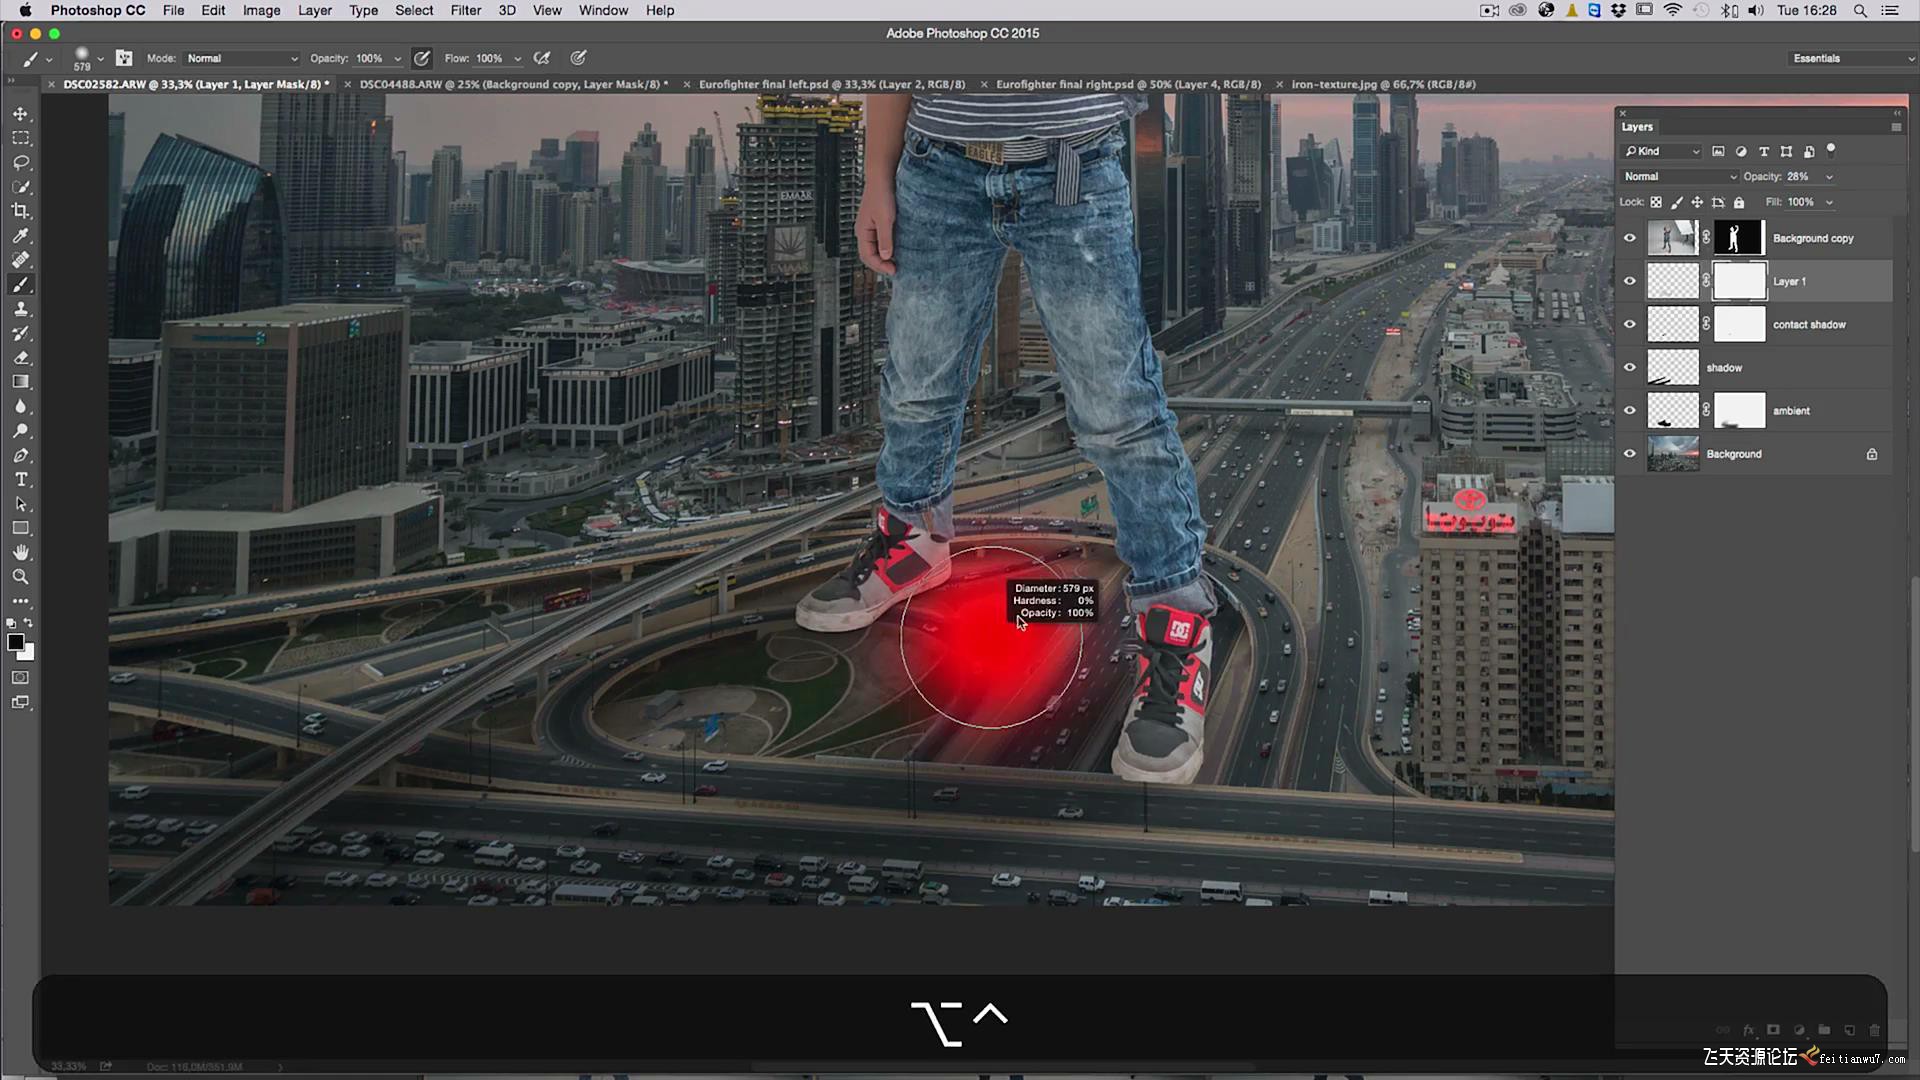 Photoshop CC File Edit Image Layer Type Select Filter 3D View Window Help Tue 16:28
Adobe Photoshop CC 2015
579 Mode: Normal Opacity: 100% Flow: 100% Essentials
DSC02582.ARW @ 33,3% (Layer 1, Layer Mask/8) * DSC04488.ARW @ 25% (Background copy, Layer Mask/8) * Eurofighter final left.psd @ 33,3% (Layer 2, RGB/8) Eurofighter final right.psd @ 50% (Layer 4, RGB/8) iron-texture.jpg @ 66,7% (RGB/8#)
Layers
Kind
Normal Opacity: 28%
Lock: Fill: 100%
Background copy
Layer 1
contact shadow
shadow
ambient
Background
EAGLES
EMAAR
EMAAR
TOYOTA
DC
Diameter: 579 px
Hardness: 0%
Opacity: 100%
⌥ ^
fx
33,33% Doc: 116,0M/351,9M
飞天资源论坛 feitianwu7.com